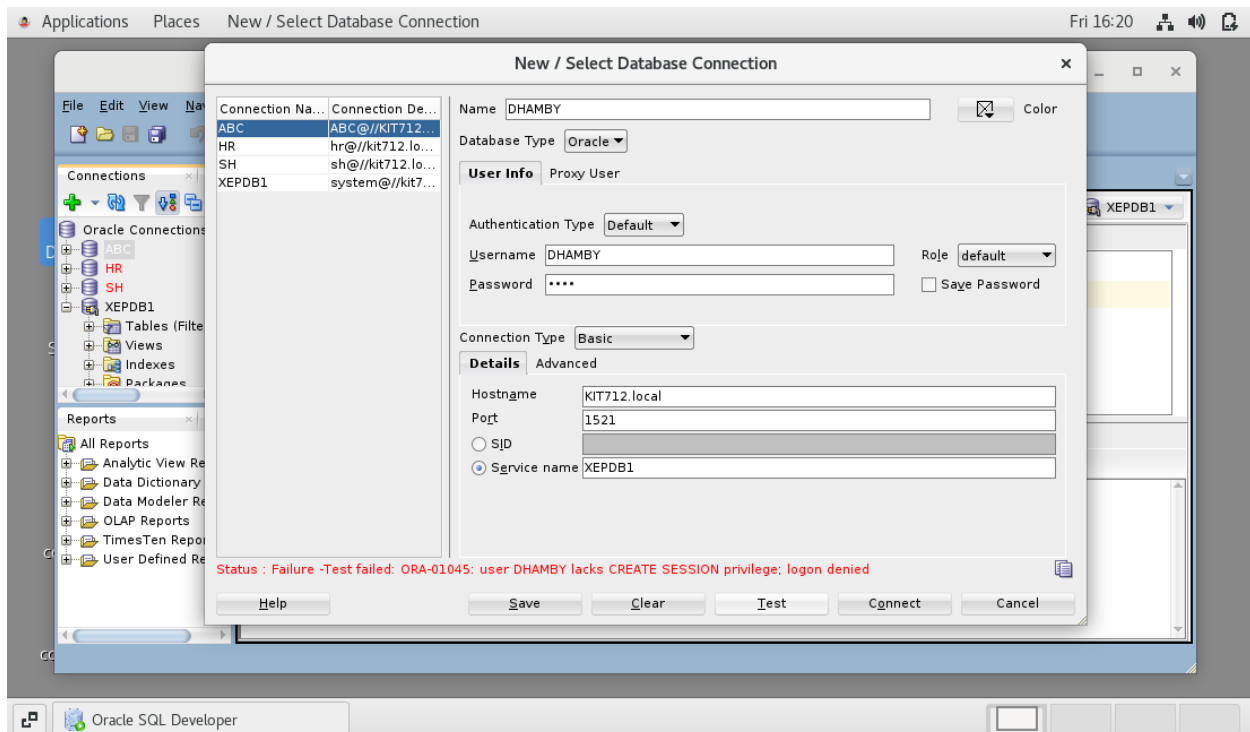 Applications Places New / Select Database Connection Fri 16:20
New / Select Database Connection
File Edit View Na
Connections
Oracle Connections
ABC
HR
SH
XEPDB1
Tables (Filte
Views
Indexes
Packages
Reports
All Reports
Analytic View Re
Data Dictionary
Data Modeler Re
OLAP Reports
TimesTen Repor
User Defined Re
Connection Na... Connection De...
ABC ABC@//KIT712...
HR hr@//kit712.lo...
SH sh@//kit712.lo...
XEPDB1 system@//kit7...
Name DHAMBY Color
Database Type Oracle
User Info Proxy User
Authentication Type Default
Username DHAMBY Role default
Password •••• Save Password
Connection Type Basic
Details Advanced
Hostname KIT712.local
Port 1521
SID
Service name XEPDB1
Status : Failure -Test failed: ORA-01045: user DHAMBY lacks CREATE SESSION privilege; logon denied
Help Save Clear Test Connect Cancel
XEPDB1
Oracle SQL Developer